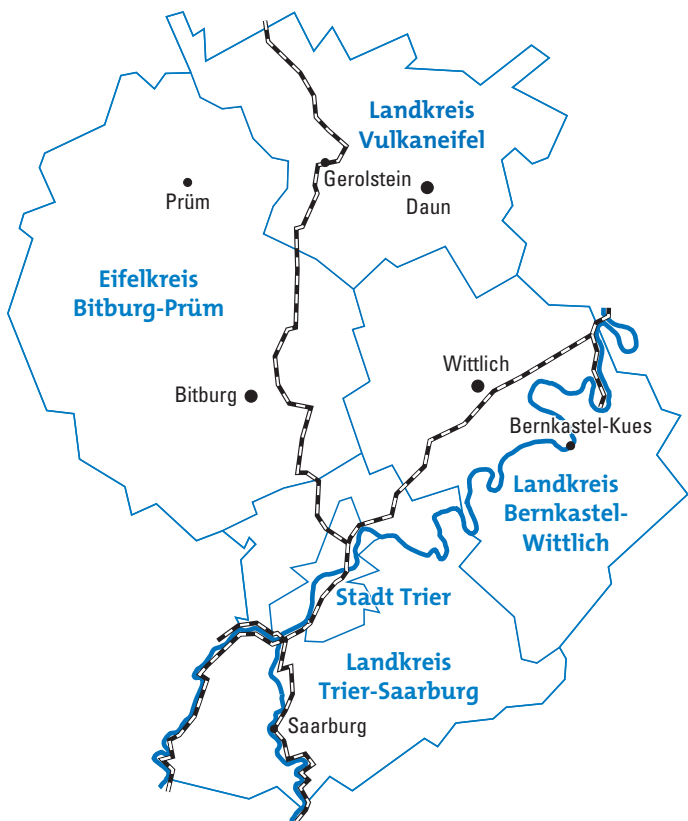 Landkreis
Vulkaneifel
Gerolstein
Prüm
Daun
Eifelkreis
Bitburg-Prüm
Wittlich
Bitburg
Bernkastel-Kues
Landkreis
Bernkastel-
Wittlich
Stadt Trier
Landkreis
Trier-Saarburg
Saarburg